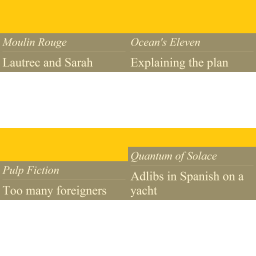 Moulin Rouge
Lautrec and Sarah
Ocean's Eleven
Explaining the plan
Pulp Fiction
Too many foreigners
Quantum of Solace
Adlibs in Spanish on a
yacht